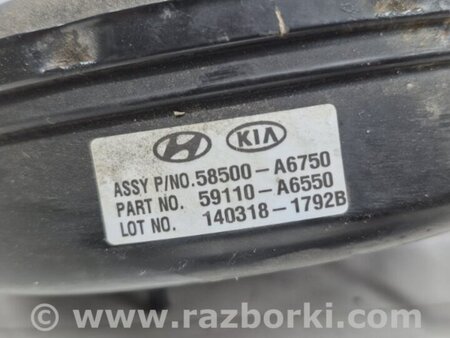 KIA
ASSY P/NO.58500-A6750
PART NO. 59110-A6550
LOT NO. 140318-1792B
© www.razborki.com